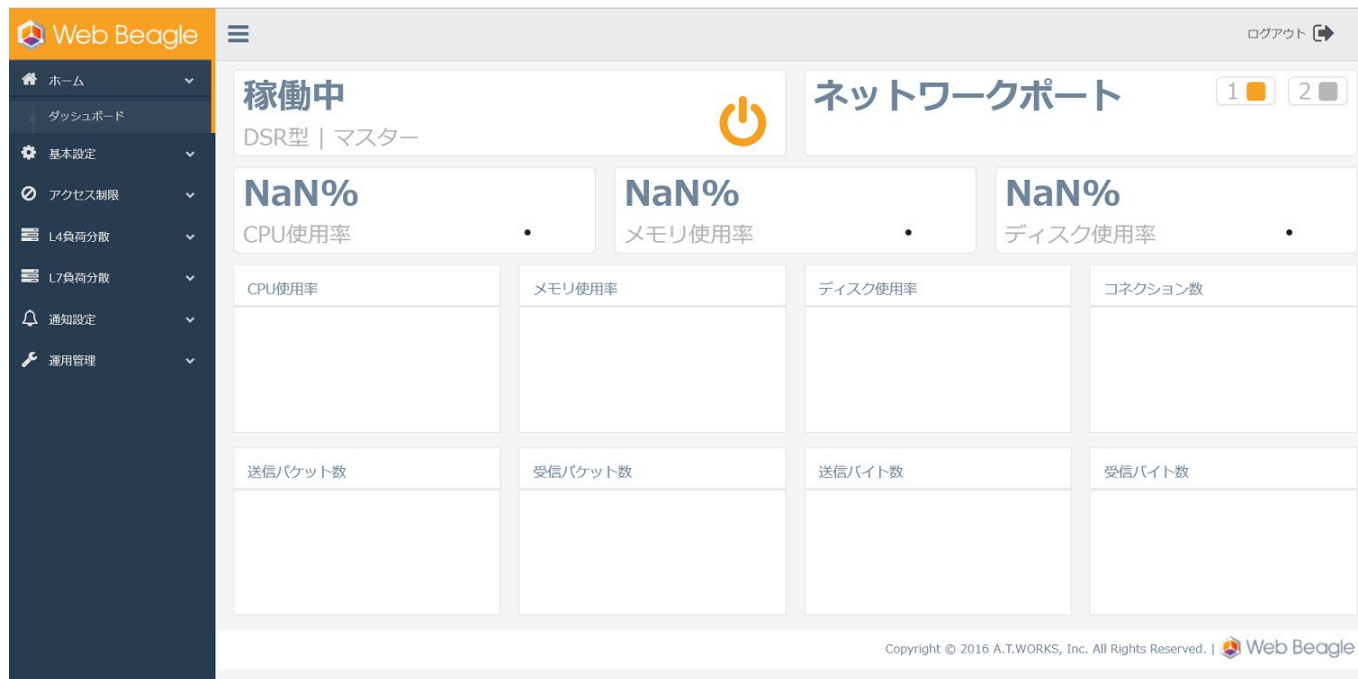 Web Beagle
ログアウト
ホーム
ダッシュボード
基本設定
アクセス制限
L4負荷分散
L7負荷分散
通知設定
運用管理
稼働中
DSR型 | マスター
ネットワークポート
1
2
NaN%
CPU使用率
NaN%
メモリ使用率
NaN%
ディスク使用率
CPU使用率
メモリ使用率
ディスク使用率
コネクション数
送信パケット数
受信パケット数
送信バイト数
受信バイト数
Copyright © 2016 A.T.WORKS, Inc. All Rights Reserved. | Web Beagle